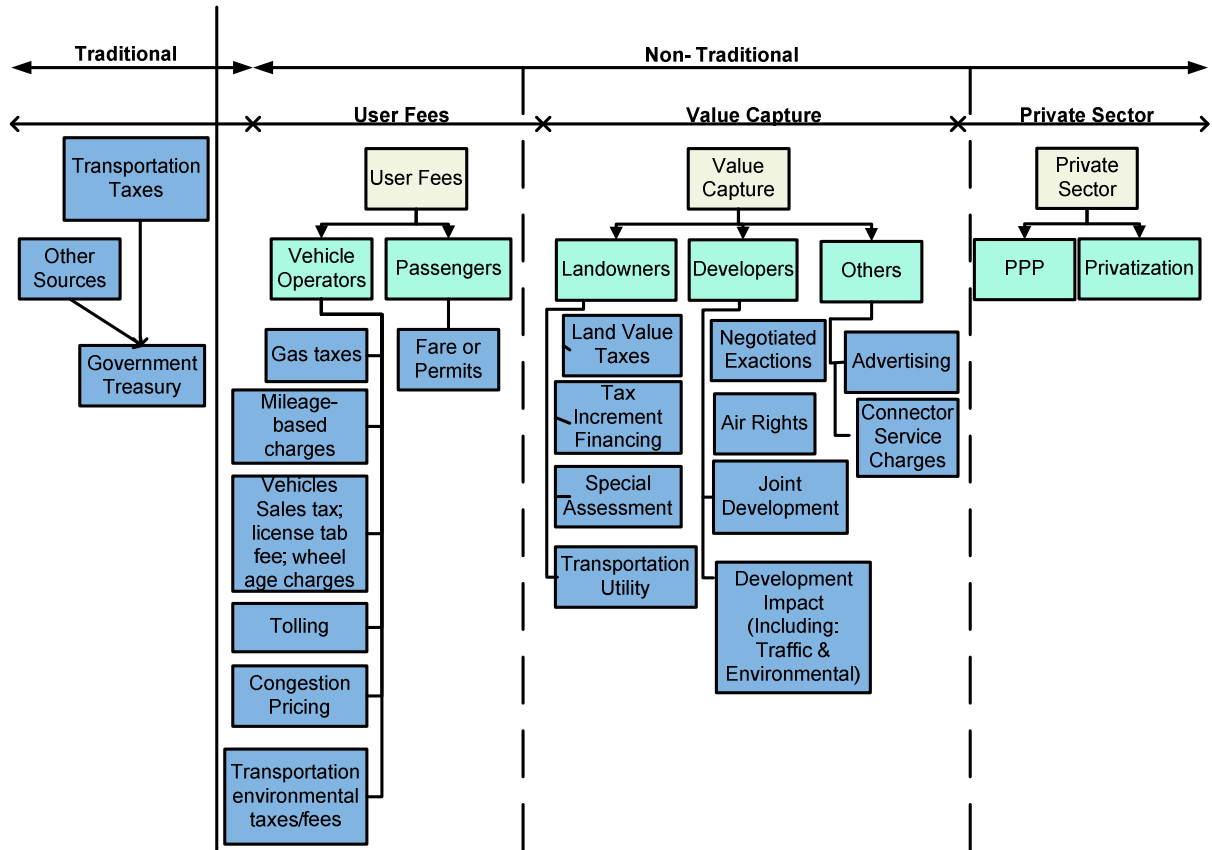 Traditional
Non- Traditional
User Fees
Value Capture
Private Sector
Transportation
Taxes
Other
Sources
Government
Treasury
User Fees
Vehicle
Operators
Passengers
Gas taxes
Fare or
Permits
Mileage-
based
charges
Vehicles
Sales tax;
license tab
fee; wheel
age charges
Tolling
Congestion
Pricing
Transportation
environmental
taxes/fees
Value
Capture
Landowners
Developers
Others
Land Value
Taxes
Tax
Increment
Financing
Special
Assessment
Transportation
Utility
Negotiated
Exactions
Air Rights
Joint
Development
Development
Impact
(Including:
Traffic &
Environmental)
Advertising
Connector
Service
Charges
Private
Sector
PPP
Privatization